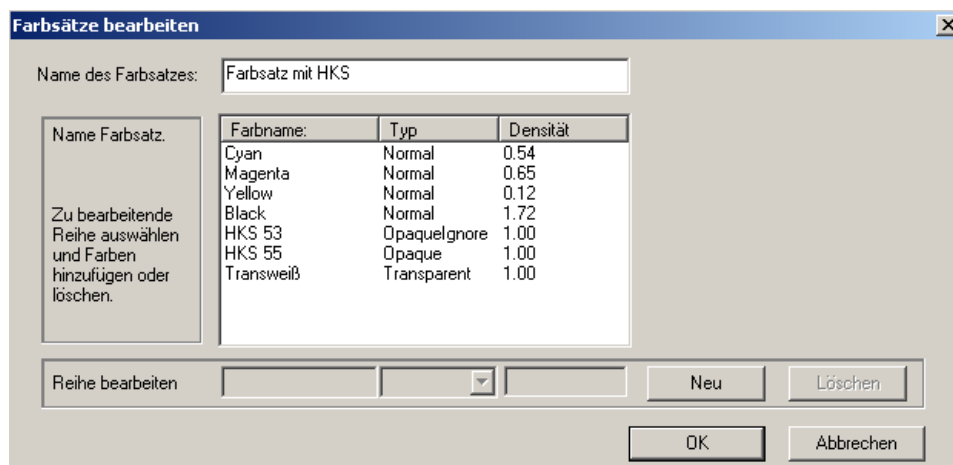 Farbsätze bearbeiten
Name des Farbsatzes: Farbsatz mit HKS
Name Farbsatz.
Zu bearbeitende
Reihe auswählen
und Farben
hinzufügen oder
löschen.
Farbname: Typ Densität
Cyan Normal 0.54
Magenta Normal 0.65
Yellow Normal 0.12
Black Normal 1.72
HKS 53 OpaqueIgnore 1.00
HKS 55 Opaque 1.00
Transweiß Transparent 1.00
Reihe bearbeiten Neu Löschen
OK Abbrechen